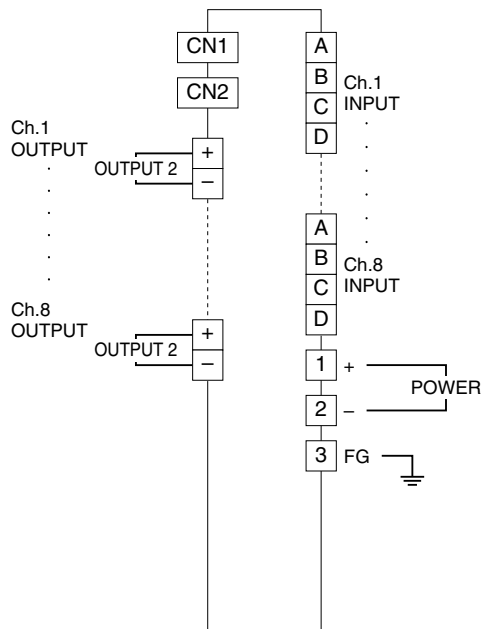 CN1
CN2
Ch.1
OUTPUT
OUTPUT 2
+
–
Ch.8
OUTPUT
OUTPUT 2
+
–
A
B
C
D
Ch.1
INPUT
A
B
C
D
Ch.8
INPUT
1 +
2 –
POWER
3 FG